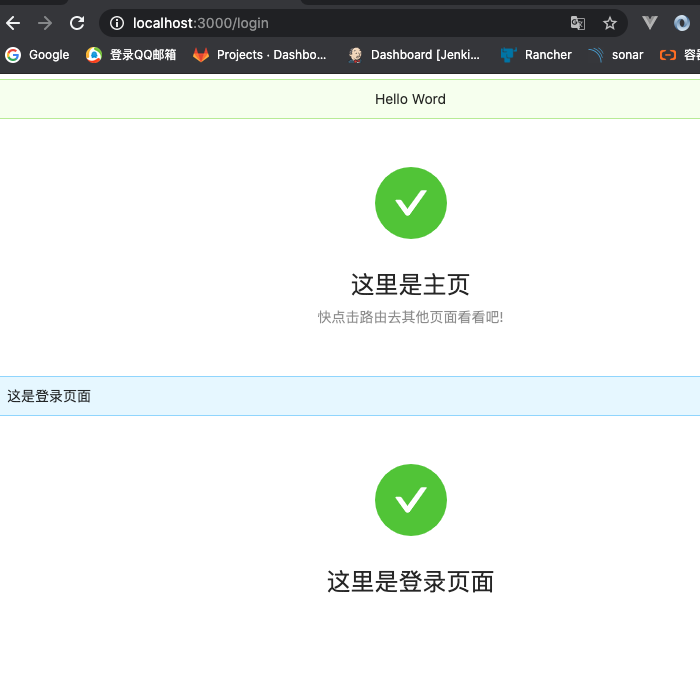 localhost:3000/login
Google 登录QQ邮箱 Projects · Dashbo... Dashboard [Jenki... Rancher sonar 容器
Hello Word
这里是主页
快点击路由去其他页面看看吧!
这是登录页面
这里是登录页面